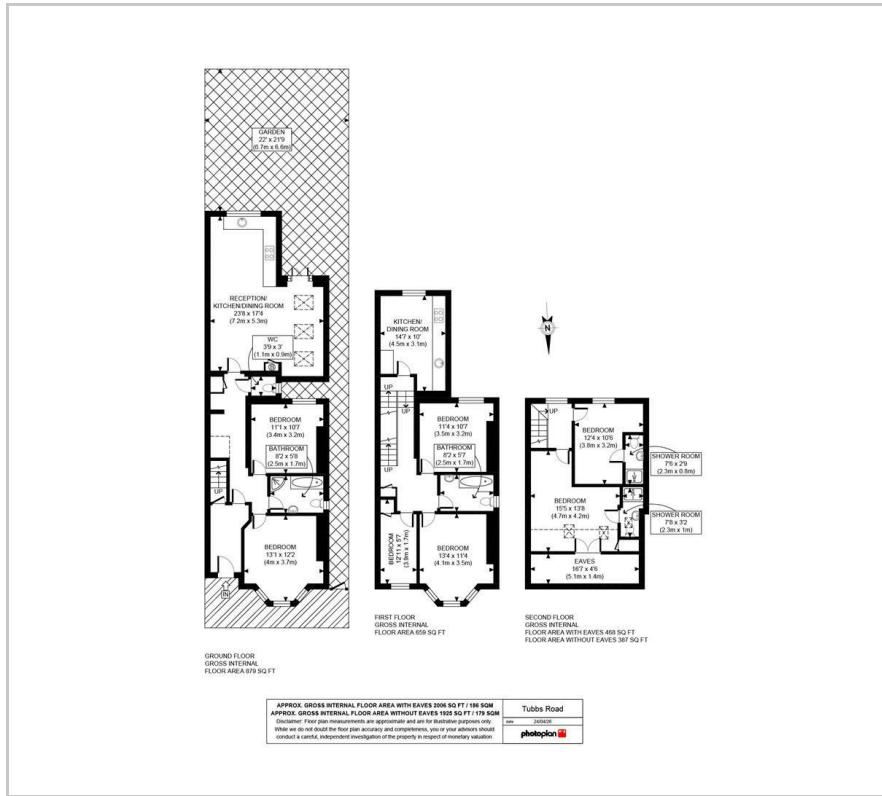 GARDEN
22' x 21'9
(6.7m x 6.6m)
RECEPTION/
KITCHEN/DINING ROOM
23'8 x 17'4
(7.2m x 5.3m)
WC
3'9 x 3'
(1.1m x 0.9m)
UP
BEDROOM
11'1 x 10'7
(3.4m x 3.2m)
BATHROOM
8'2 x 5'8
(2.5m x 1.7m)
BEDROOM
13'1 x 12'2
(4m x 3.7m)
IN
GROUND FLOOR
GROSS INTERNAL
FLOOR AREA 879 SQ FT
KITCHEN/
DINING ROOM
14'7 x 10'
(4.5m x 3.1m)
UP
UP
UP
BEDROOM
11'4 x 10'7
(3.5m x 3.2m)
BATHROOM
8'2 x 5'7
(2.5m x 1.7m)
BEDROOM
12'11 x 5'7
(3.9m x 1.7m)
BEDROOM
13'4 x 11'4
(4.1m x 3.5m)
FIRST FLOOR
GROSS INTERNAL
FLOOR AREA 659 SQ FT
N
UP
BEDROOM
12'4 x 10'6
(3.8m x 3.2m)
SHOWER ROOM
7'6 x 2'9
(2.3m x 0.8m)
BEDROOM
15'5 x 13'8
(4.7m x 4.2m)
SHOWER ROOM
7'8 x 3'2
(2.3m x 1m)
EAVES
16'7 x 4'6
(5.1m x 1.4m)
SECOND FLOOR
GROSS INTERNAL
FLOOR AREA WITH EAVES 468 SQ FT
FLOOR AREA WITHOUT EAVES 387 SQ FT
APPROX. GROSS INTERNAL FLOOR AREA WITH EAVES 2006 SQ FT / 186 SQM
APPROX. GROSS INTERNAL FLOOR AREA WITHOUT EAVES 1925 SQ FT / 179 SQM
Disclaimer: Floor plan measurements are approximate and are for illustrative purposes only.
While we do not doubt the floor plan accuracy and completeness, you or your advisors should
conduct a careful, independent investigation of the property in respect of monetary valuation
Tubbs Road
date 24/04/26
photoplan